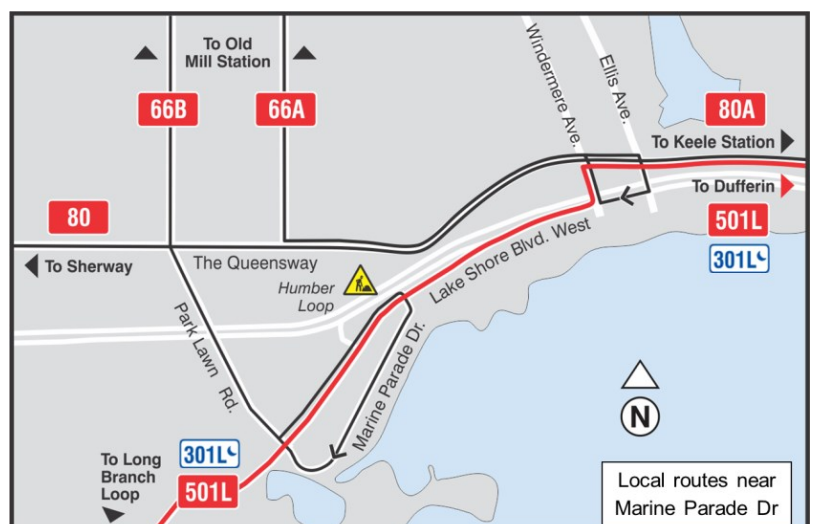 To Old
Mill Station
66B
66A
Windermere Ave.
Ellis Ave.
80A
To Keele Station
To Dufferin
501L
301L
80
To Sherway
The Queensway
Humber
Loop
Lake Shore Blvd. West
Park Lawn Rd.
Marine Parade Dr.
N
To Long
Branch
Loop
301L
501L
Local routes near
Marine Parade Dr